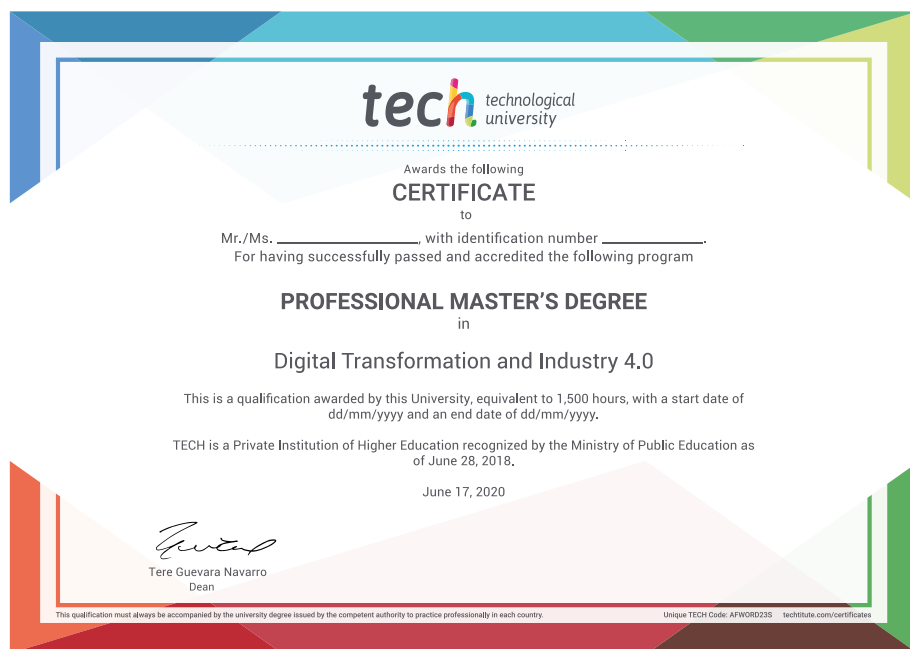 tech technological
university
Awards the following
CERTIFICATE
to
Mr./Ms. ____________________, with identification number ______________.
For having successfully passed and accredited the following program
PROFESSIONAL MASTER'S DEGREE
in
Digital Transformation and Industry 4.0
This is a qualification awarded by this University, equivalent to 1,500 hours, with a start date of
dd/mm/yyyy and an end date of dd/mm/yyyy.
TECH is a Private Institution of Higher Education recognized by the Ministry of Public Education as
of June 28, 2018.
June 17, 2020
Tere Guevara Navarro
Dean
This qualification must always be accompanied by the university degree issued by the competent authority to practice professionally in each country. Unique TECH Code: AFWORD23S techtitute.com/certificates